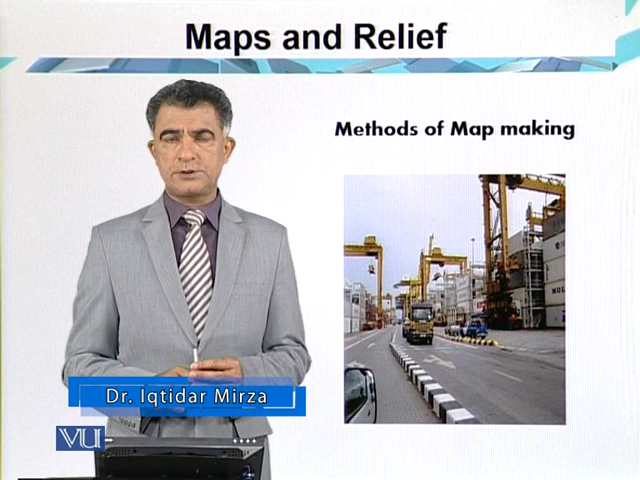 Maps and Relief
Methods of Map making
Dr. Iqtidar Mirza
VU